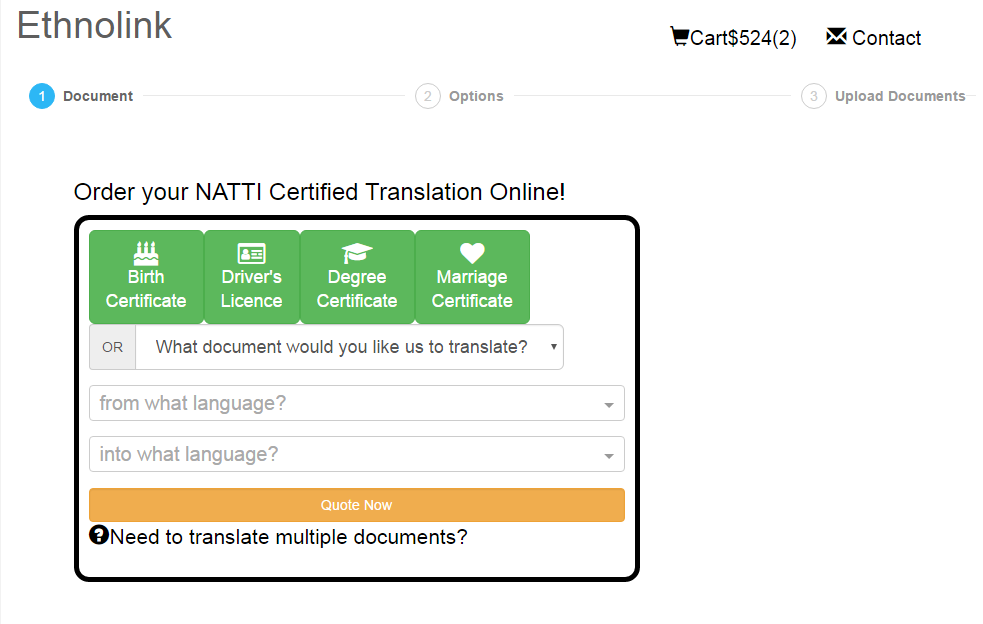 Ethnolink
Cart$524(2) Contact
1 Document 2 Options 3 Upload Documents
Order your NATTI Certified Translation Online!
Birth Driver's Degree Marriage
Certificate Licence Certificate Certificate
OR What document would you like us to translate?
from what language?
into what language?
Quote Now
?Need to translate multiple documents?